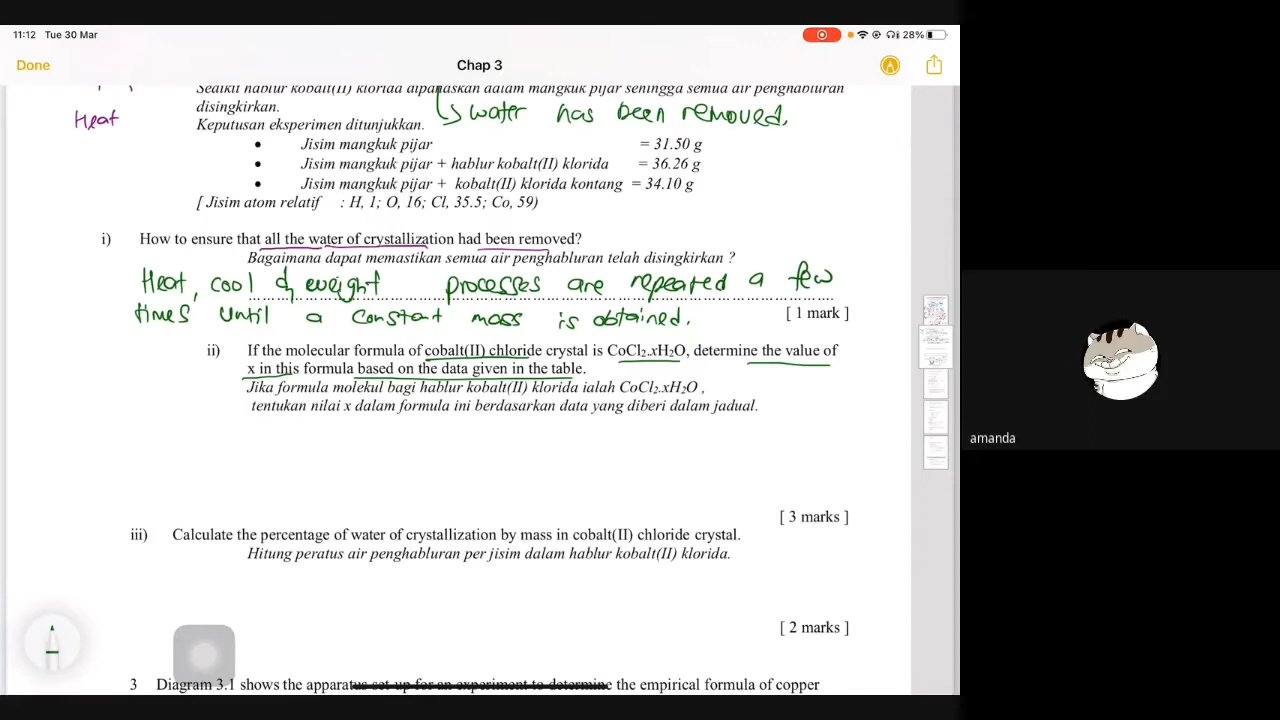 11:12 Tue 30 Mar
28%
Done
Chap 3
Sedikit hablur kobalt(II) klorida dipanaskan dalam mangkuk pijar sehingga semua air penghabluran
disingkirkan.
↳ water has been removed.
Heat
Keputusan eksperimen ditunjukkan.
• Jisim mangkuk pijar = 31.50 g
• Jisim mangkuk pijar + hablur kobalt(II) klorida = 36.26 g
• Jisim mangkuk pijar + kobalt(II) klorida kontang = 34.10 g
[ Jisim atom relatif : H, 1; O, 16; Cl, 35.5; Co, 59)
i) How to ensure that all the water of crystallization had been removed?
Bagaimana dapat memastikan semua air penghabluran telah disingkirkan ?
Heat, cool & weight processes are repeated a few
times until a constant mass is obtained.
[ 1 mark ]
ii) If the molecular formula of cobalt(II) chloride crystal is CoCl₂.xH₂O, determine the value of
x in this formula based on the data given in the table.
Jika formula molekul bagi hablur kobalt(II) klorida ialah CoCl₂.xH₂O ,
tentukan nilai x dalam formula ini berdasarkan data yang diberi dalam jadual.
amanda
[ 3 marks ]
iii) Calculate the percentage of water of crystallization by mass in cobalt(II) chloride crystal.
Hitung peratus air penghabluran per jisim dalam hablur kobalt(II) klorida.
[ 2 marks ]
3 Diagram 3.1 shows the apparatus set up for an experiment to determine the empirical formula of copper